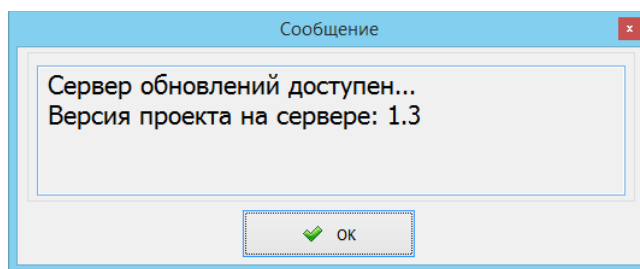 Сообщение
Сервер обновлений доступен...
Версия проекта на сервере: 1.3
ОК